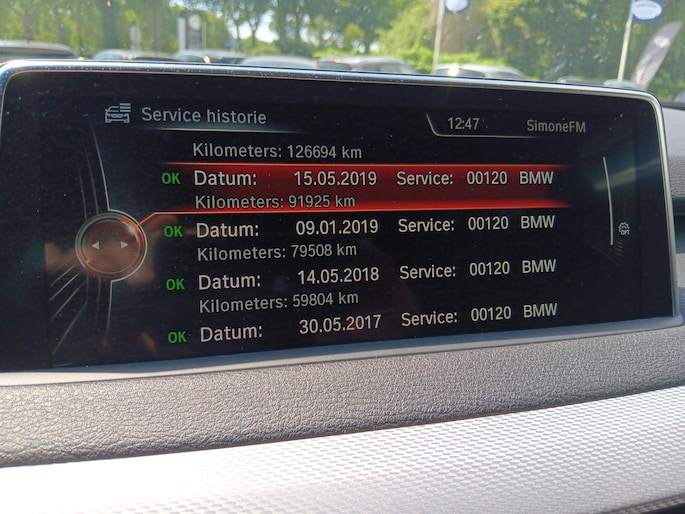 Service historie
12:47
SimoneFM
Kilometers: 126694 km
OK Datum: 15.05.2019 Service: 00120 BMW
Kilometers: 91925 km
OK Datum: 09.01.2019 Service: 00120 BMW
Kilometers: 79508 km
OK Datum: 14.05.2018 Service: 00120 BMW
Kilometers: 59804 km
OK Datum: 30.05.2017 Service: 00120 BMW
OPT